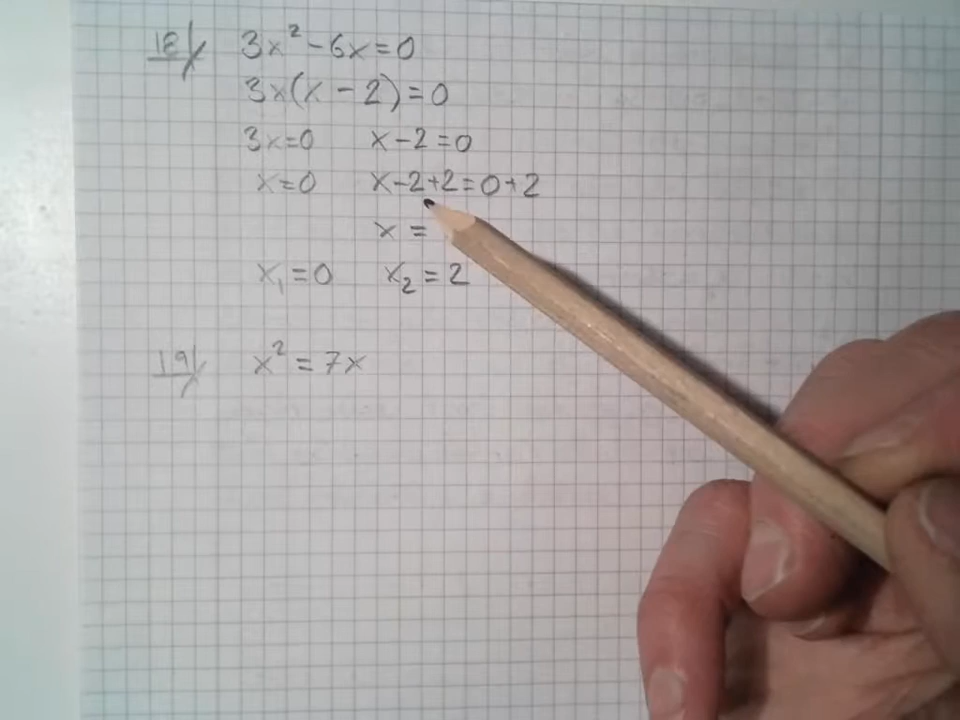 18/ 3x² - 6x = 0
3x(x - 2) = 0
3x = 0 x - 2 = 0
x = 0 x - 2 + 2 = 0 + 2
x =
x₁ = 0 x₂ = 2
19/ x² = 7x